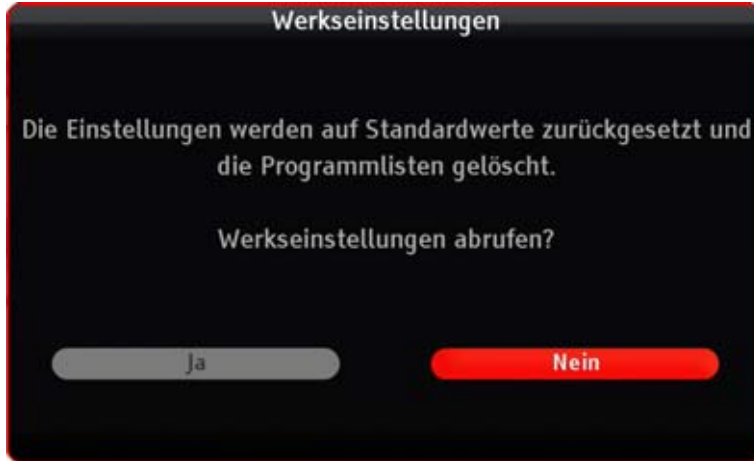 Werkseinstellungen
Die Einstellungen werden auf Standardwerte zurückgesetzt und
die Programmlisten gelöscht.
Werkseinstellungen abrufen?
Ja
Nein